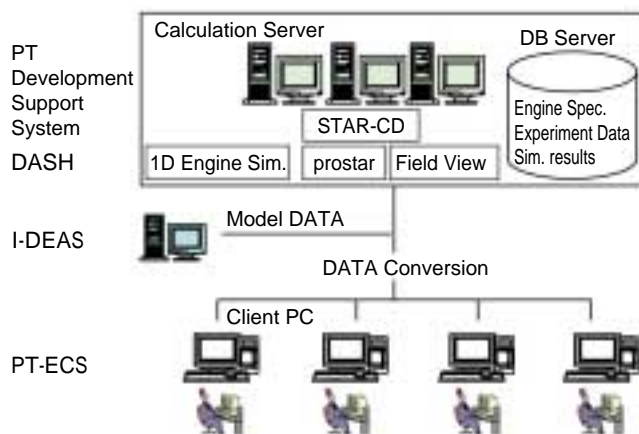 Calculation Server
DB Server
PT
Development
Support
System
DASH
STAR-CD
1D Engine Sim.
prostar
Field View
Engine Spec.
Experiment Data
Sim. results
I-DEAS
Model DATA
DATA Conversion
Client PC
PT-ECS